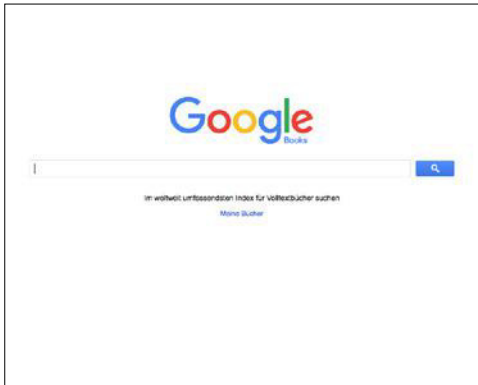 Google
Books
Im weltweit umfassendsten Index für Volltextbücher suchen
Meine Bücher